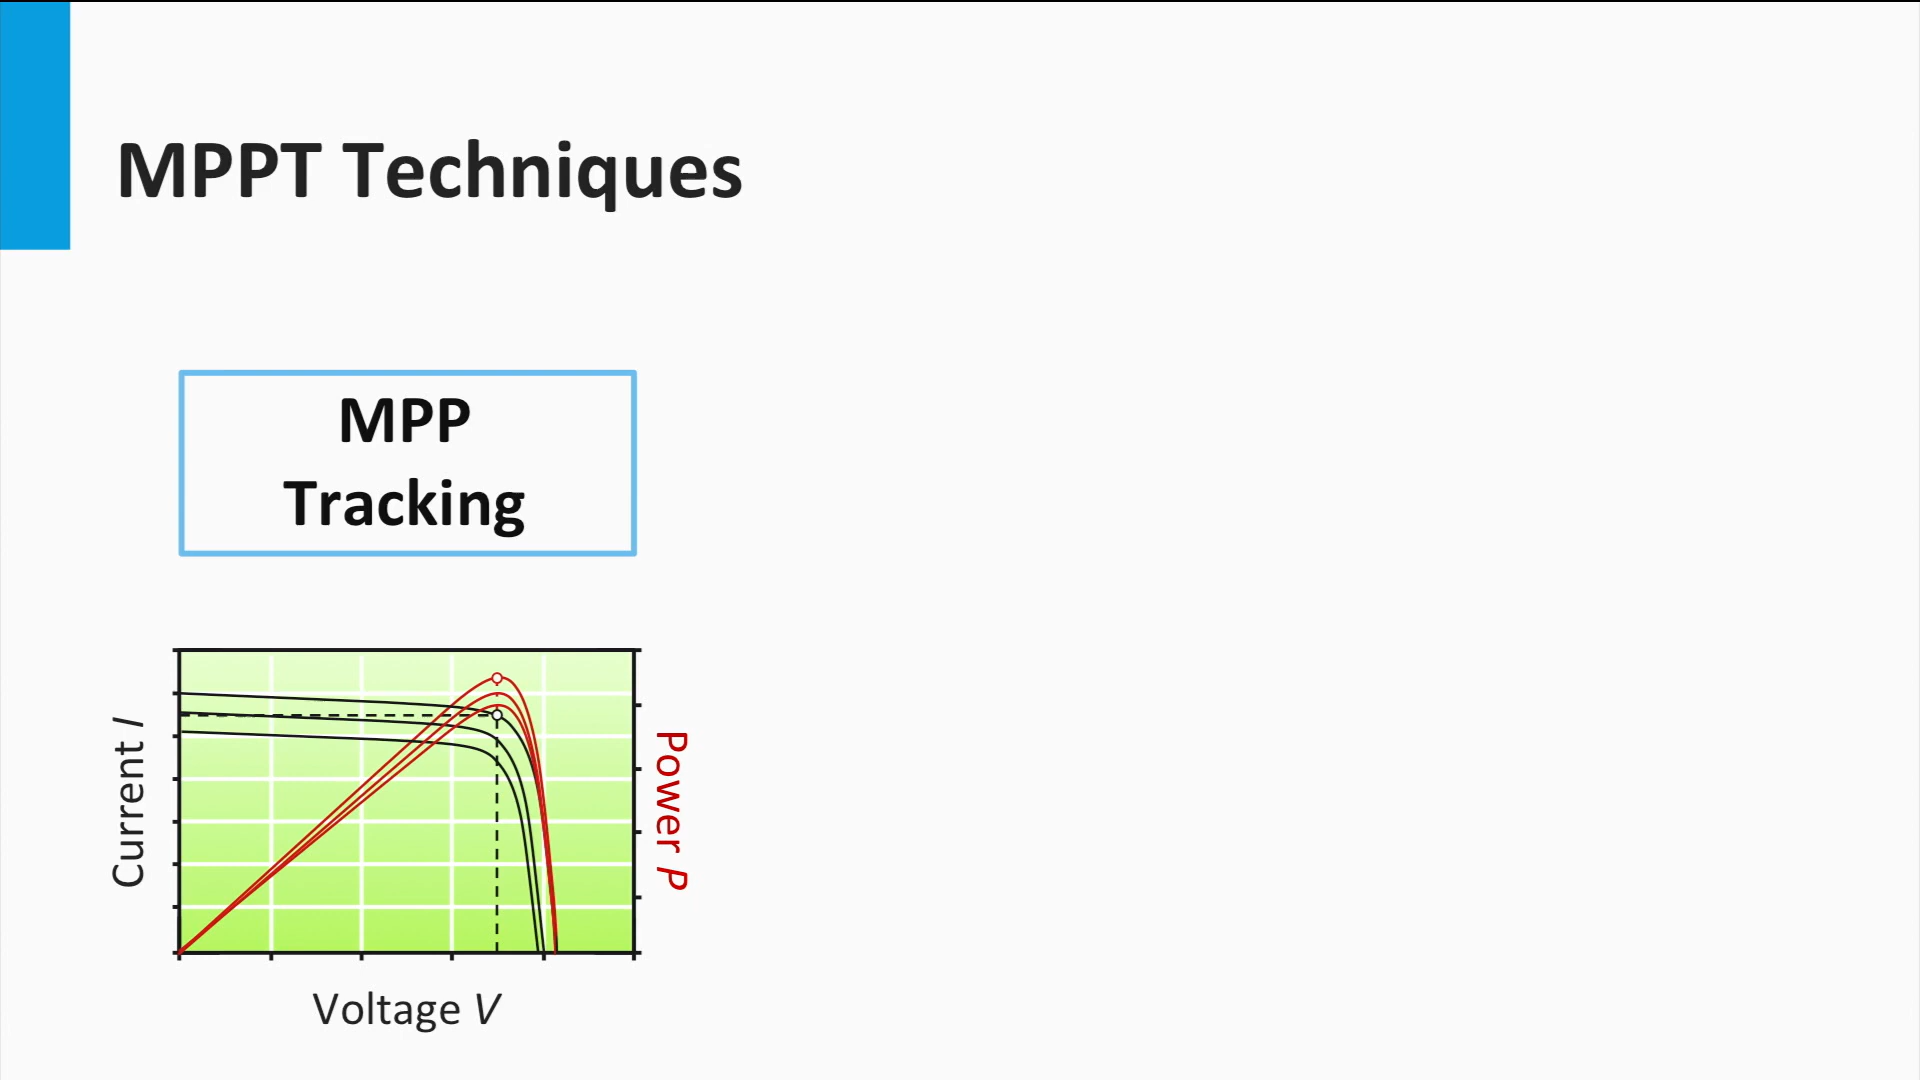 MPPT Techniques
MPP
Tracking
Current I
Power P
Voltage V